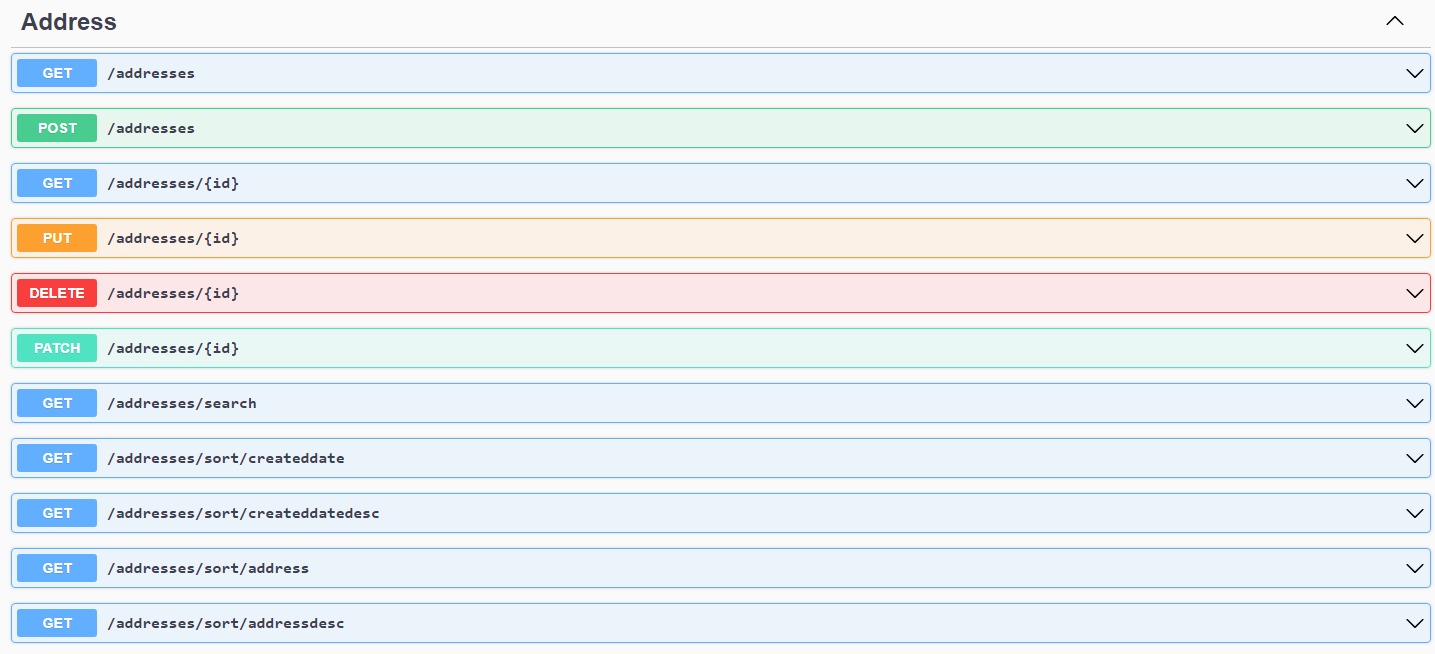 Address
GET /addresses
POST /addresses
GET /addresses/{id}
PUT /addresses/{id}
DELETE /addresses/{id}
PATCH /addresses/{id}
GET /addresses/search
GET /addresses/sort/createddate
GET /addresses/sort/createddatedesc
GET /addresses/sort/address
GET /addresses/sort/addressdesc